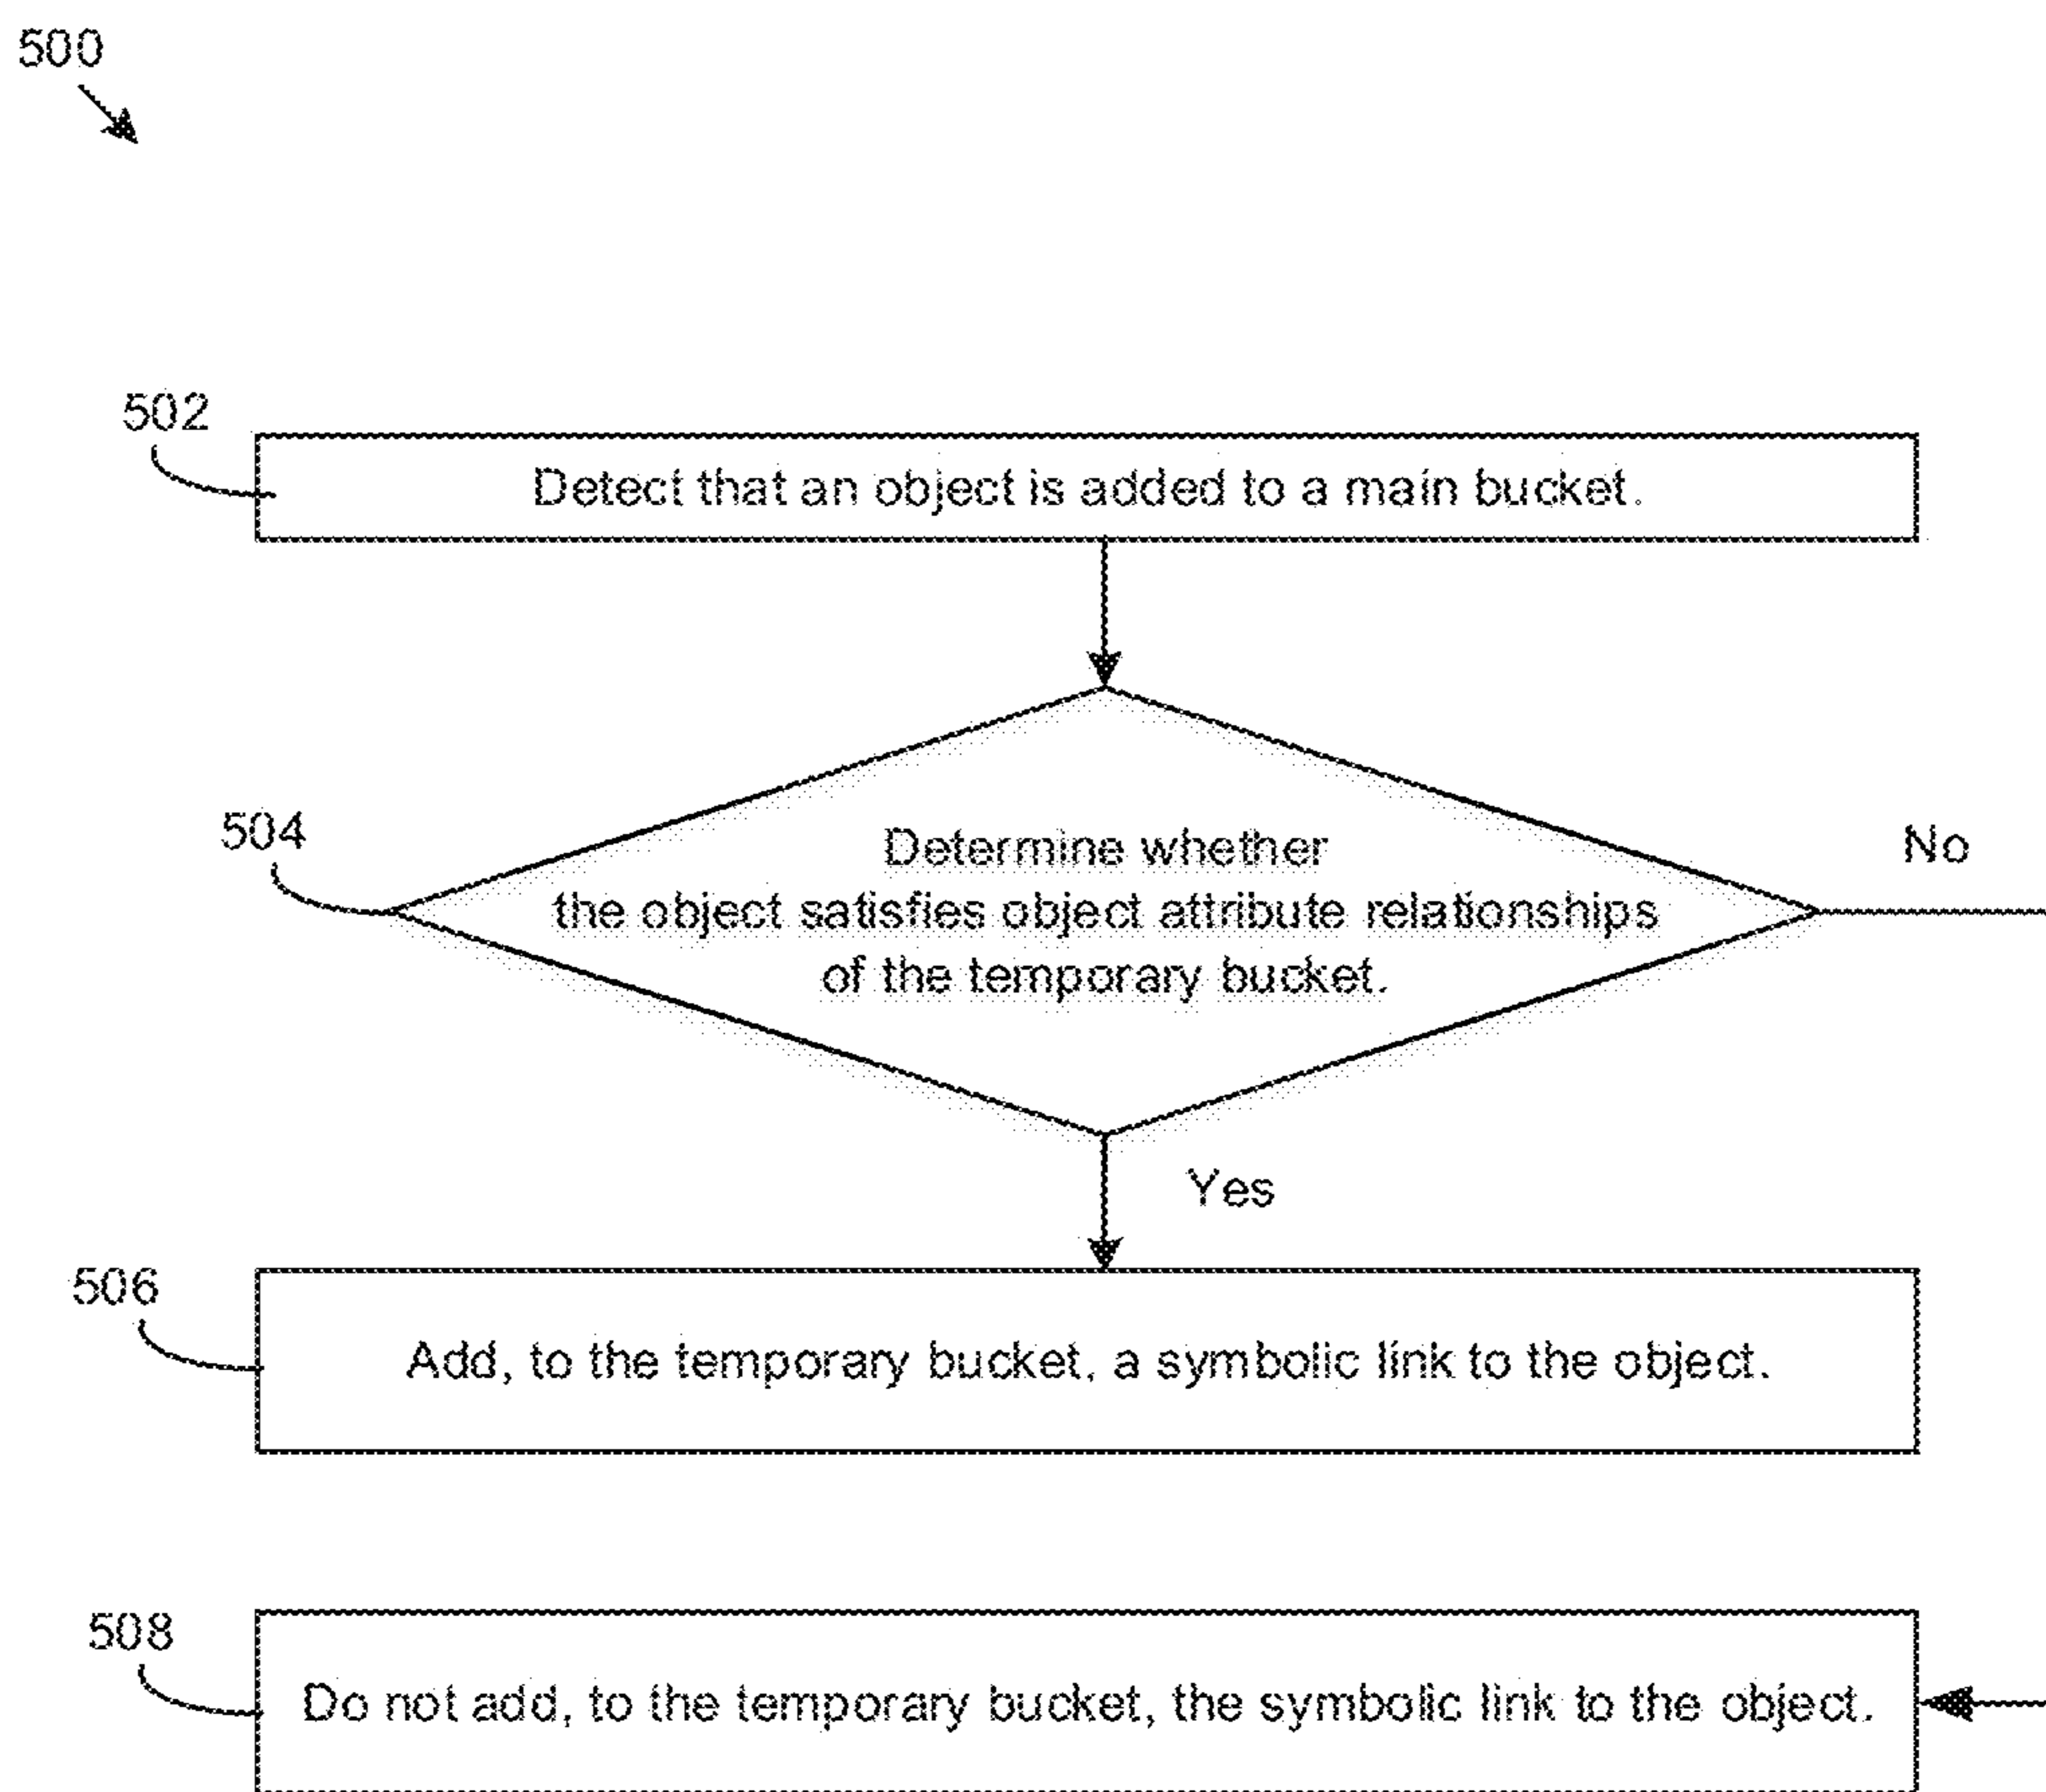 500
502
Detect that an object is added to a main bucket.
504
Determine whether
the object satisfies object attribute relationships
of the temporary bucket.
No
Yes
506
Add, to the temporary bucket, a symbolic link to the object.
508
Do not add, to the temporary bucket, the symbolic link to the object.